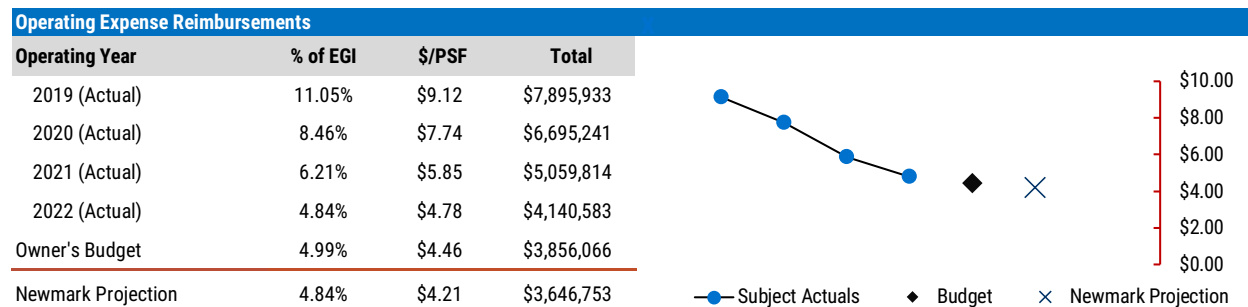 Operating Expense Reimbursements
Operating Year % of EGI $/PSF Total
2019 (Actual) 11.05% $9.12 $7,895,933
2020 (Actual) 8.46% $7.74 $6,695,241
2021 (Actual) 6.21% $5.85 $5,059,814
2022 (Actual) 4.84% $4.78 $4,140,583
Owner's Budget 4.99% $4.46 $3,856,066
Newmark Projection 4.84% $4.21 $3,646,753
$10.00
$8.00
$6.00
$4.00
$2.00
$0.00
Subject Actuals Budget Newmark Projection